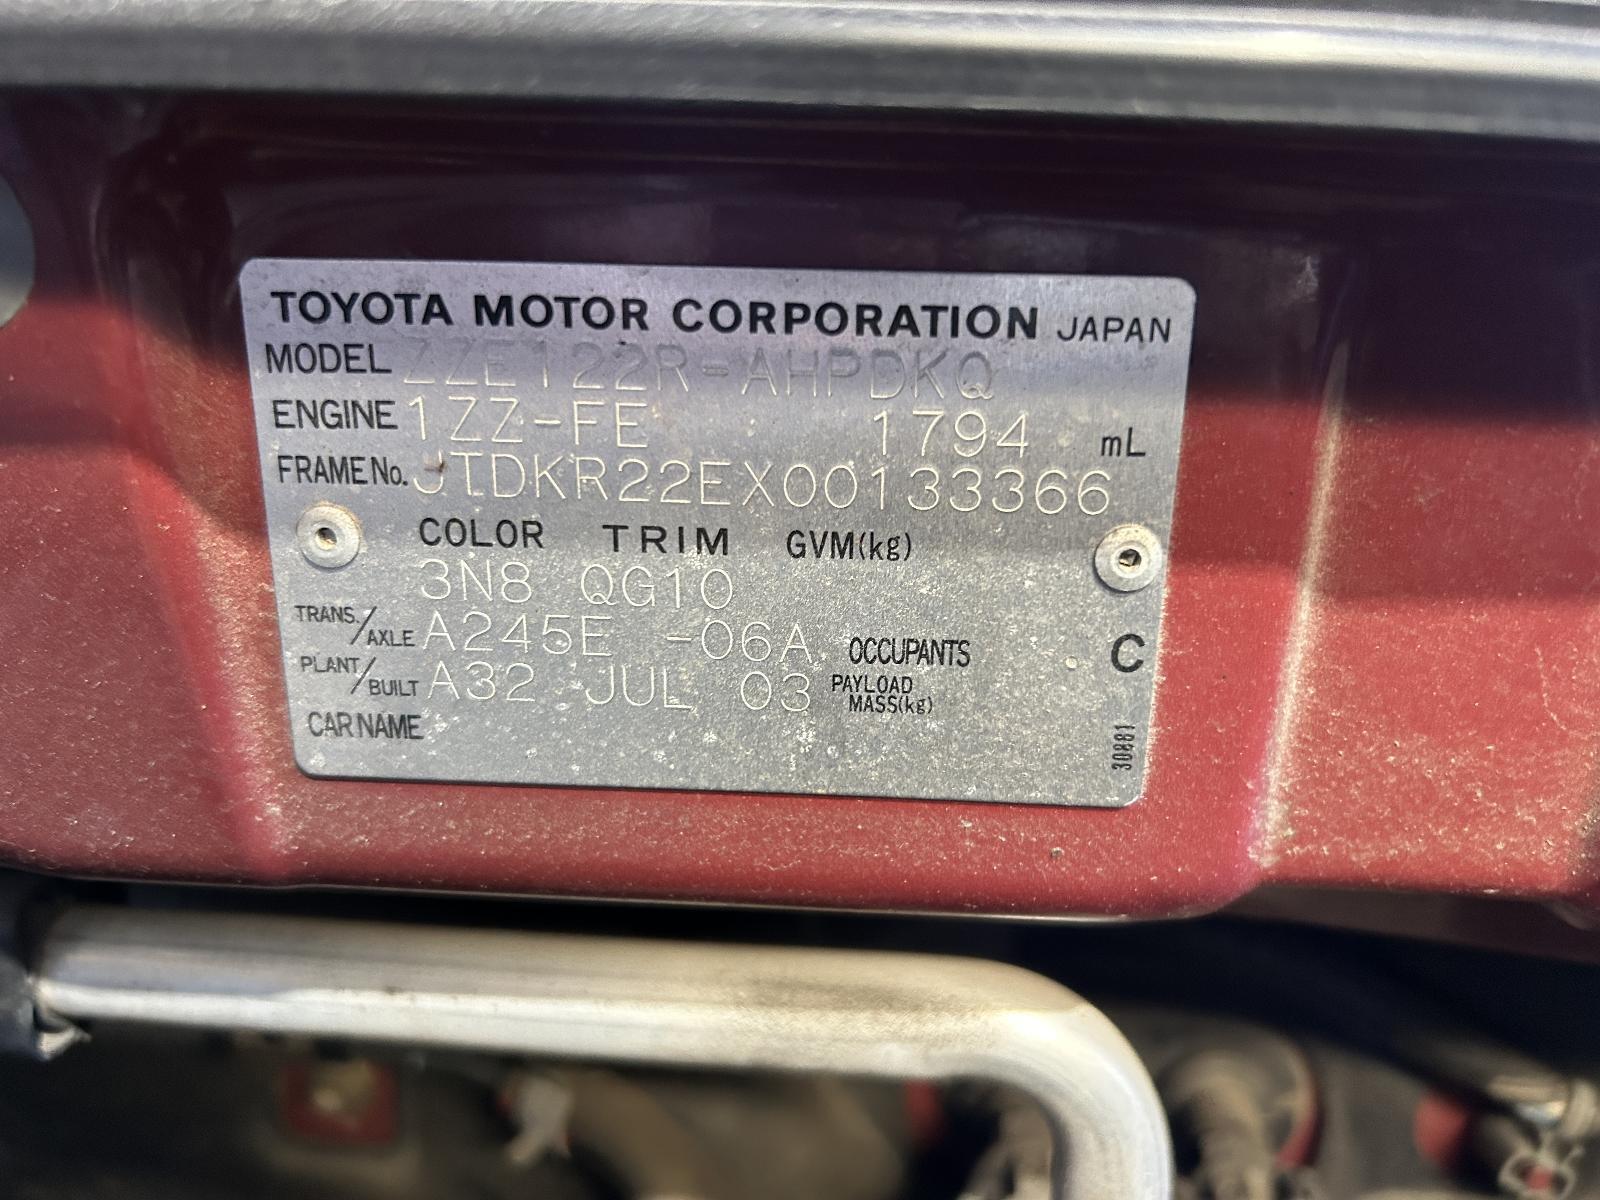 TOYOTA MOTOR CORPORATION JAPAN
MODEL ZZE122R-AHPDKQ
ENGINE 1ZZ-FE 1794 mL
FRAME No. JTDKR22EX00133366
COLOR TRIM GVM(kg)
3N8 QG10
TRANS./AXLE A245E -06A OCCUPANTS C
PLANT/BUILT A32 JUL 03 PAYLOAD MASS(kg)
CAR NAME
30881